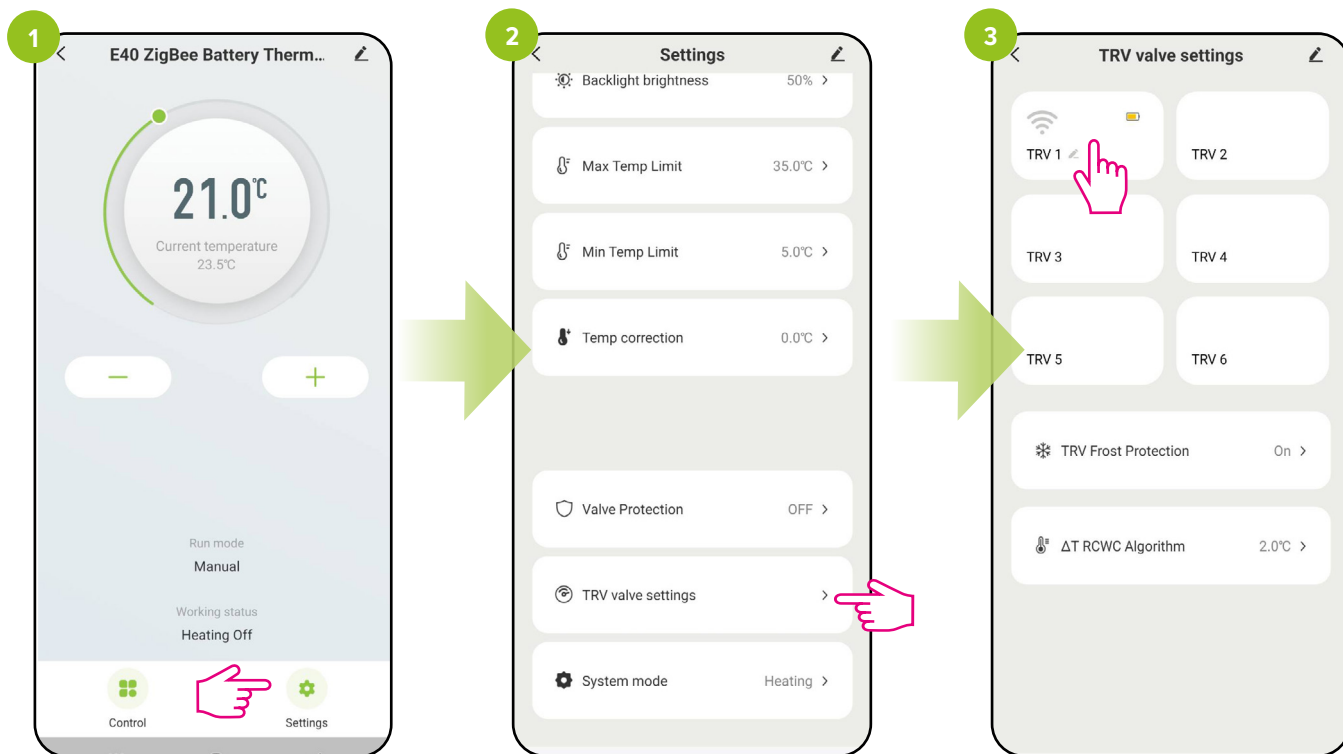 1
E40 ZigBee Battery Therm...
21.0℃
Current temperature
23.5℃
Run mode
Manual
Working status
Heating Off
Control
Settings
2
Settings
Backlight brightness 50%
Max Temp Limit 35.0℃
Min Temp Limit 5.0℃
Temp correction 0.0℃
Valve Protection OFF
TRV valve settings
System mode Heating
3
TRV valve settings
TRV 1
TRV 2
TRV 3
TRV 4
TRV 5
TRV 6
TRV Frost Protection On
ΔT RCWC Algorithm 2.0℃